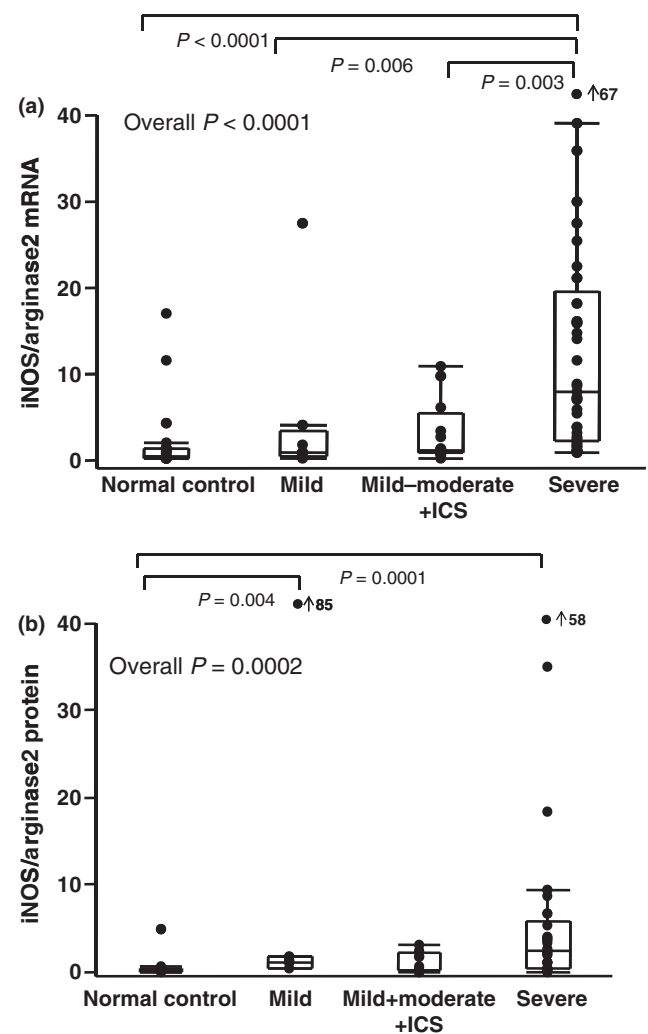 P < 0.0001
P = 0.006
P = 0.003
(a)
↑67
40
Overall P < 0.0001
30
20
10
0
iNOS/arginase2 mRNA
Normal control Mild Mild–moderate +ICS Severe
P = 0.0001
P = 0.004
↑85
(b)
↑58
40
Overall P = 0.0002
30
20
10
0
iNOS/arginase2 protein
Normal control Mild Mild+moderate +ICS Severe